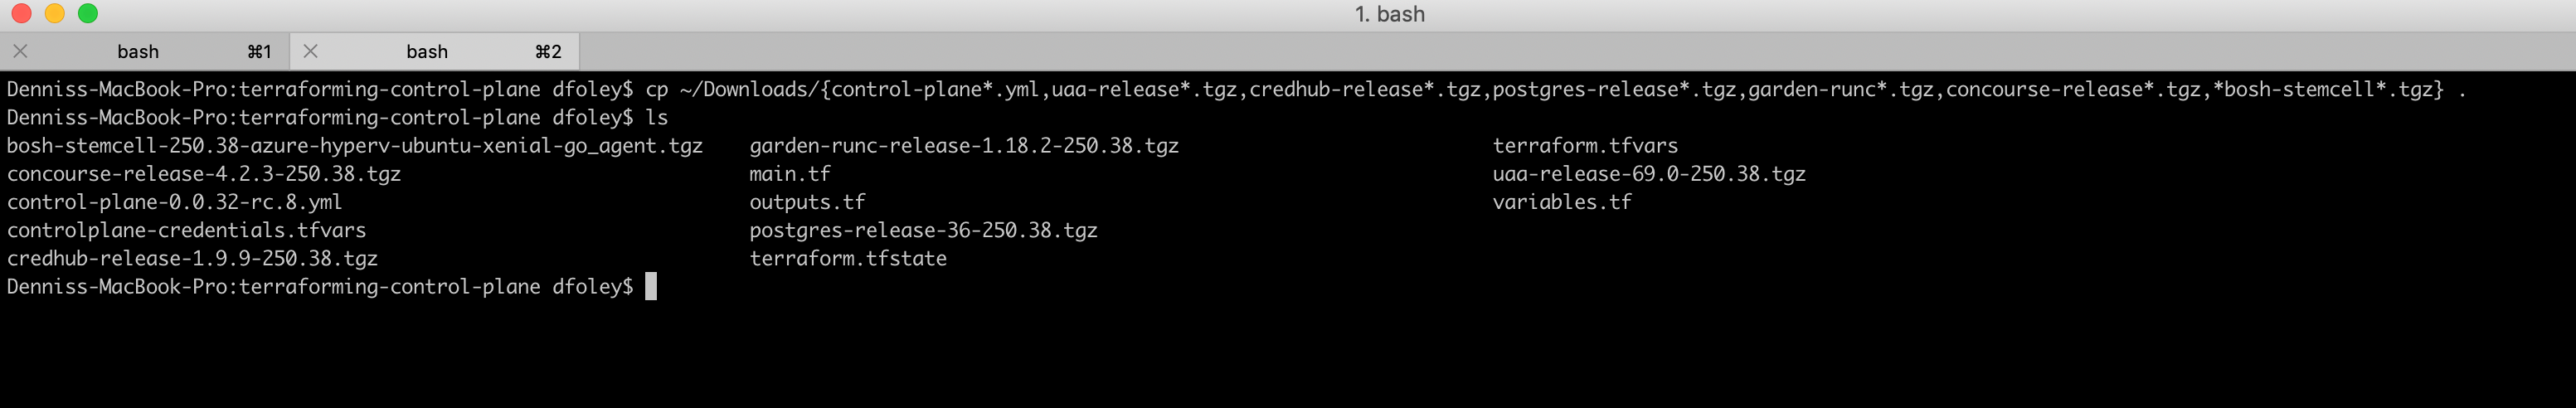 1. bash
bash ⌘1 bash ⌘2
Denniss-MacBook-Pro:terraforming-control-plane dfoley$ cp ~/Downloads/{control-plane*.yml,uaa-release*.tgz,credhub-release*.tgz,postgres-release*.tgz,garden-runc*.tgz,concourse-release*.tgz,*bosh-stemcell*.tgz} .
Denniss-MacBook-Pro:terraforming-control-plane dfoley$ ls
bosh-stemcell-250.38-azure-hyperv-ubuntu-xenial-go_agent.tgz garden-runc-release-1.18.2-250.38.tgz terraform.tfvars
concourse-release-4.2.3-250.38.tgz main.tf uaa-release-69.0-250.38.tgz
control-plane-0.0.32-rc.8.yml outputs.tf variables.tf
controlplane-credentials.tfvars postgres-release-36-250.38.tgz
credhub-release-1.9.9-250.38.tgz terraform.tfstate
Denniss-MacBook-Pro:terraforming-control-plane dfoley$